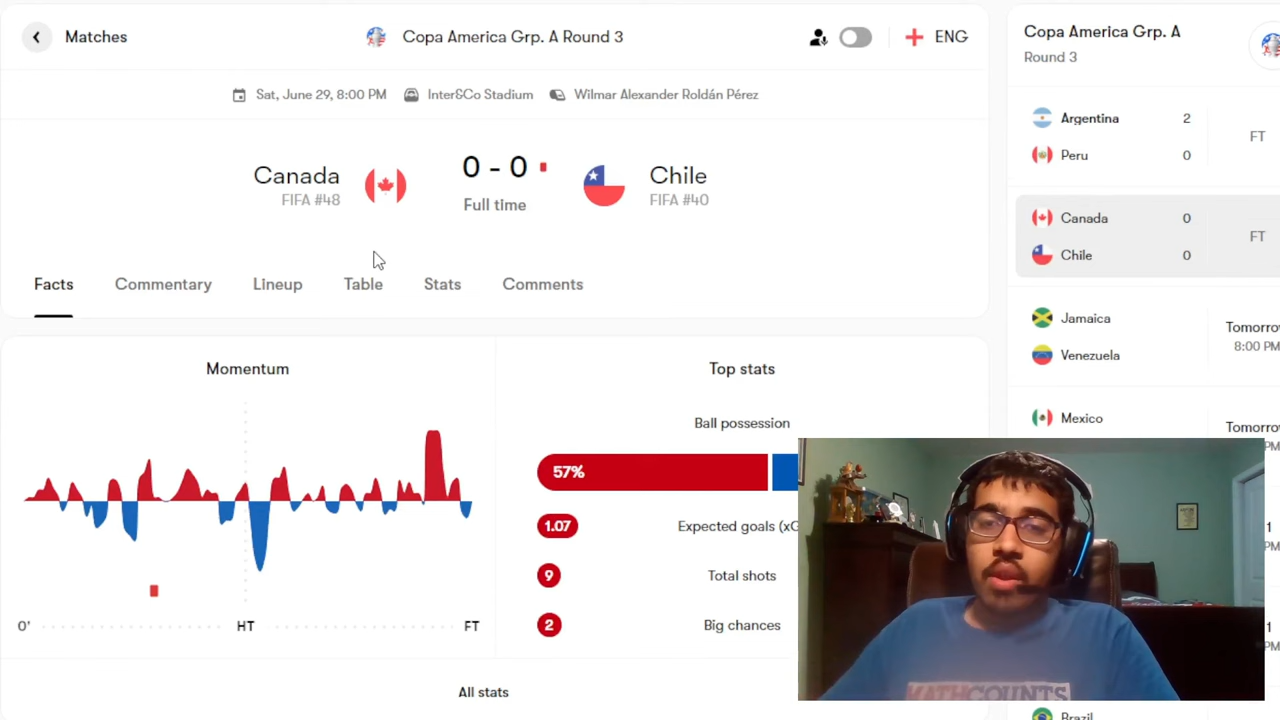 Matches
Copa America Grp. A Round 3
ENG
Sat, June 29, 8:00 PM Inter&Co Stadium Wilmar Alexander Roldán Pérez
Canada
FIFA #48
0 - 0
Full time
Chile
FIFA #40
Facts Commentary Lineup Table Stats Comments
Momentum
0' HT FT
Top stats
Ball possession
57%
1.07 Expected goals (xG
9 Total shots
2 Big chances
All stats
Copa America Grp. A
Round 3
Argentina 2
Peru 0
FT
Canada 0
Chile 0
FT
Jamaica
Venezuela
Tomorro
8:00 PM
Mexico
Tomorro
Brazil
MATHCOUNTS